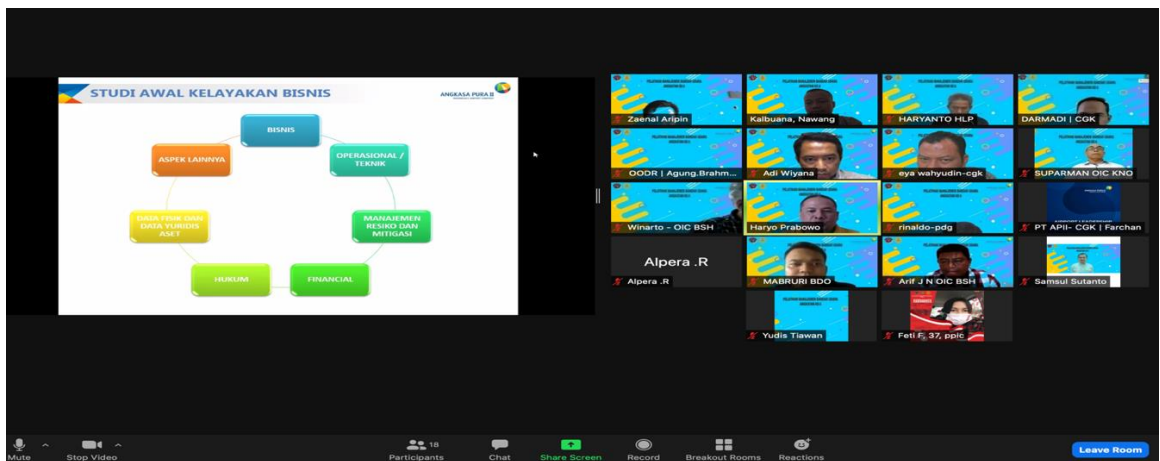 STUDI AWAL KELAYAKAN BISNIS
ANGKASA PURA II
BISNIS
OPERASIONAL /
TEKNIK
MANAJEMEN
RESIKO DAN
MITIGASI
FINANCIAL
HUKUM
DATA FISIK DAN
DATA YURIDIS
ASET
ASPEK LAINNYA
Zaenal Aripin
Kalbuana, Nawang
HARYANTO HLP
DARMADI | CGK
OODR | Agung.Brahm...
Adi Wiyana
eya wahyudin-cgk
SUPARMAN OIC KNO
Winarto - OIC BSH
Haryo Prabowo
rinaldo-pdg
PT APII- CGK | Farchan
Alpera .R
Alpera .R
MABRURI BDO
Arif J N OIC BSH
Samsul Sutanto
Yudis Tiawan
Feti F, 37, ppic
Mute
Stop Video
18
Participants
Chat
Share Screen
Record
Breakout Rooms
Reactions
Leave Room